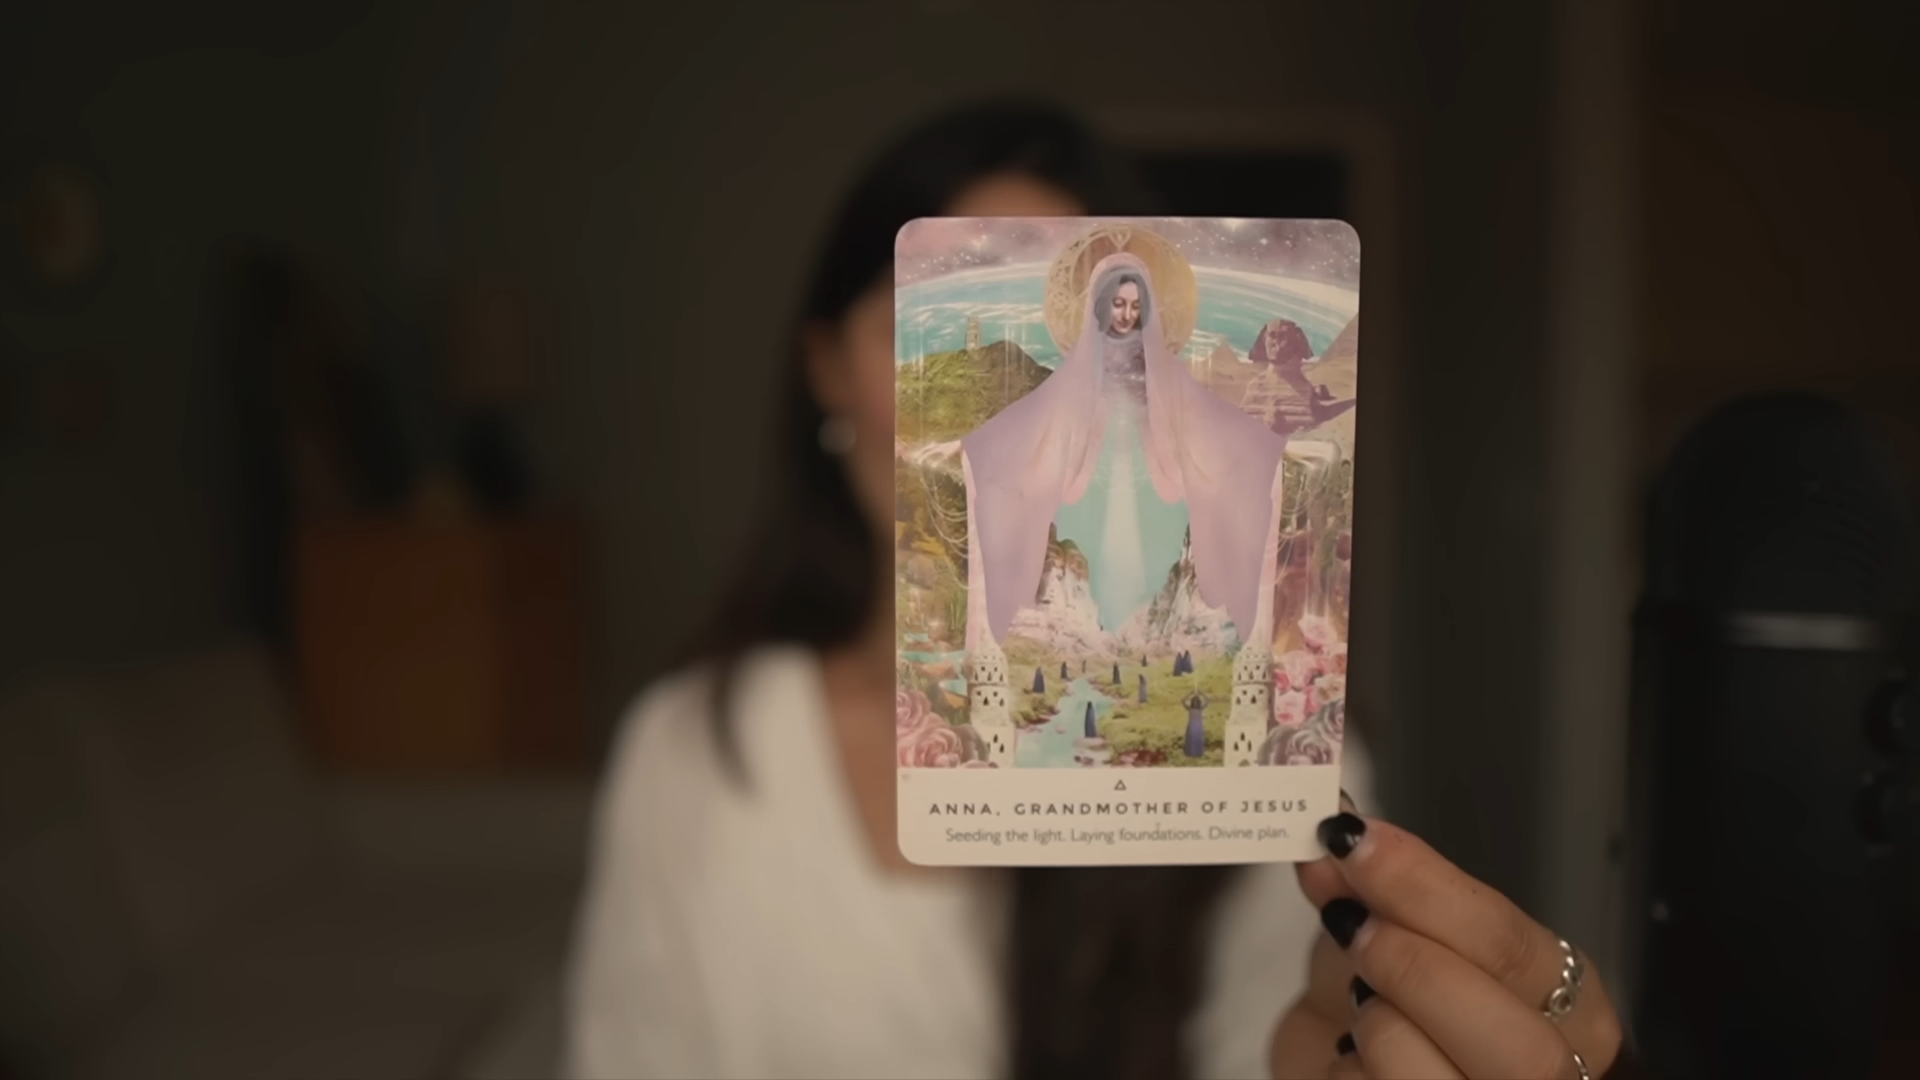 ANNA, GRANDMOTHER OF JESUS
Seeding the light. Laying foundations. Divine plan.